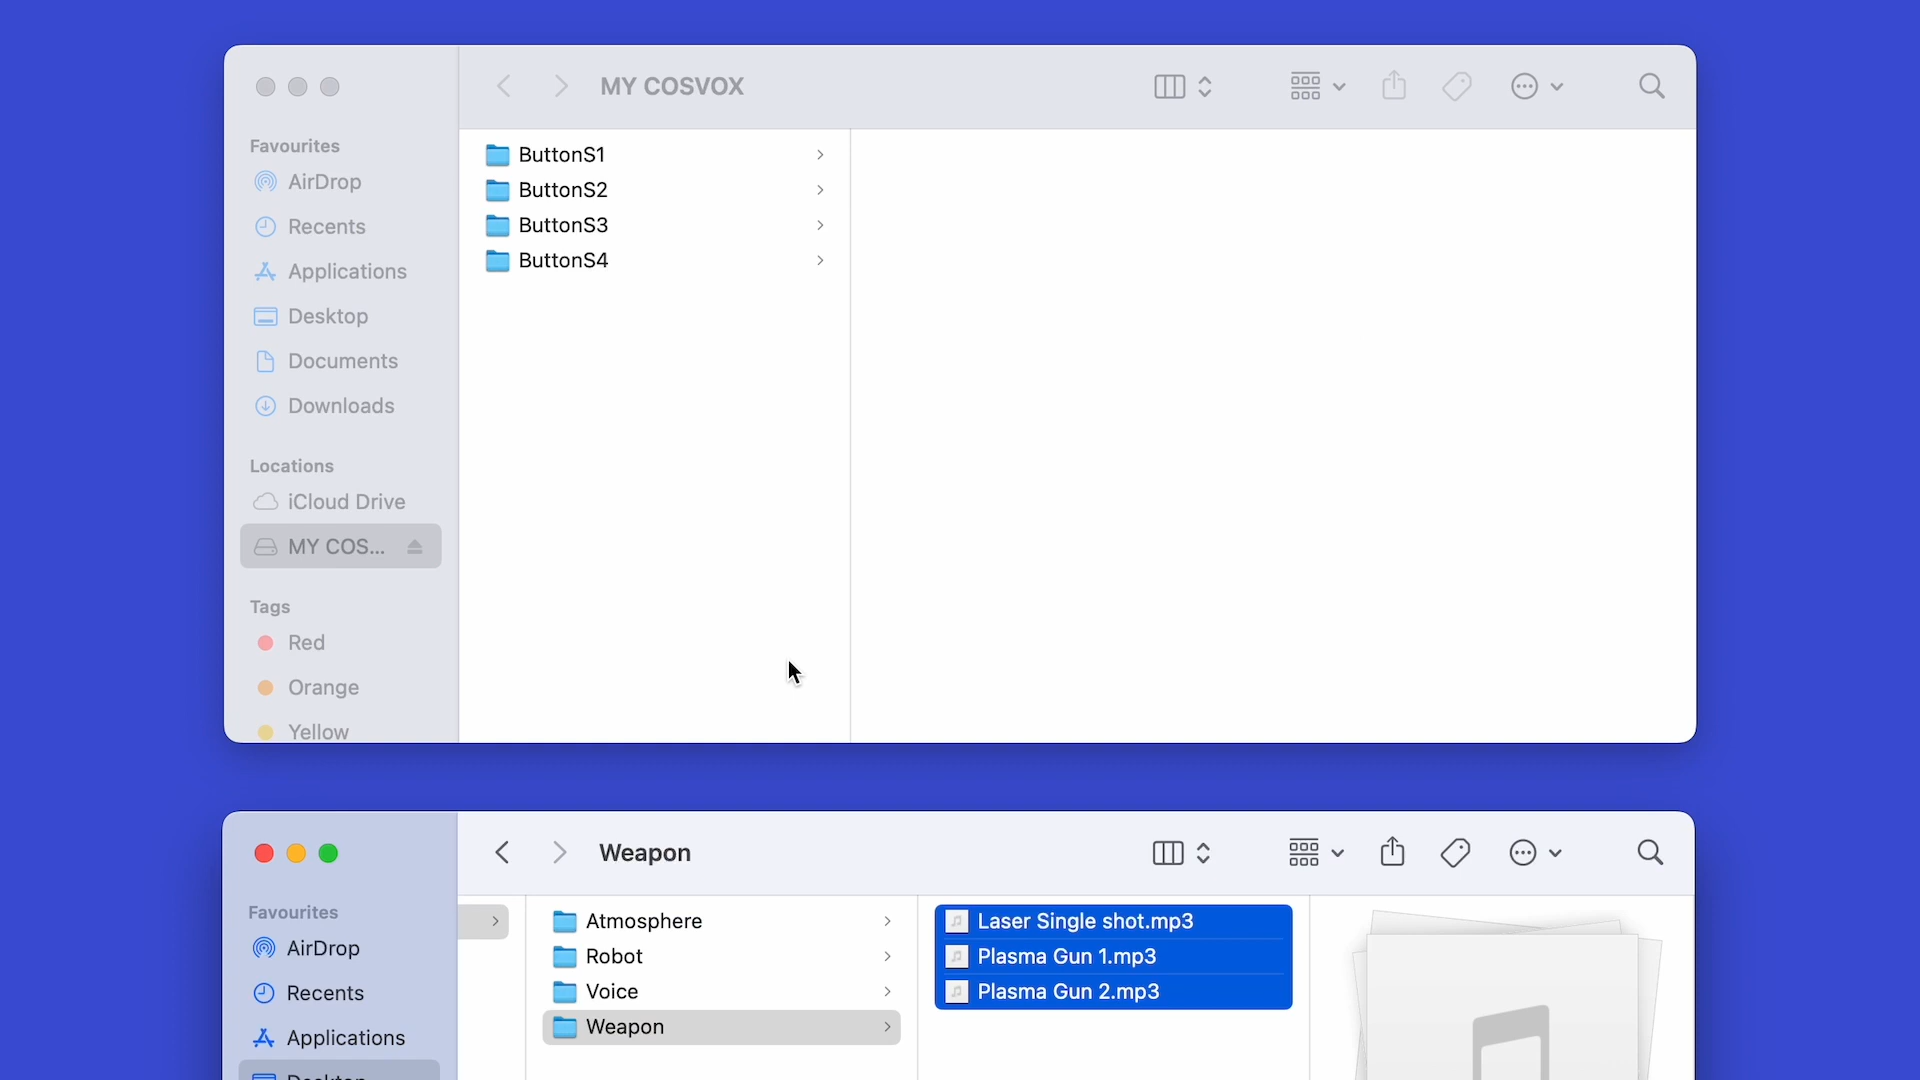 MY COSVOX
Favourites
AirDrop
Recents
Applications
Desktop
Documents
Downloads
Locations
iCloud Drive
MY COS...
Tags
Red
Orange
Yellow
ButtonS1
ButtonS2
ButtonS3
ButtonS4
Weapon
Favourites
AirDrop
Recents
Applications
Desktop
Atmosphere
Robot
Voice
Weapon
Laser Single shot.mp3
Plasma Gun 1.mp3
Plasma Gun 2.mp3